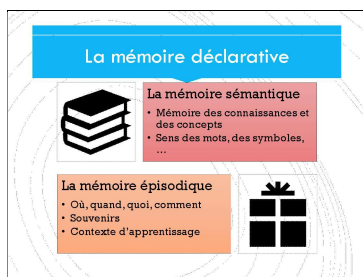 La mémoire déclarative
La mémoire sémantique
• Mémoire des connaissances et
des concepts
• Sens des mots, des symboles,
…
La mémoire épisodique
• Où, quand, quoi, comment
• Souvenirs
• Contexte d'apprentissage